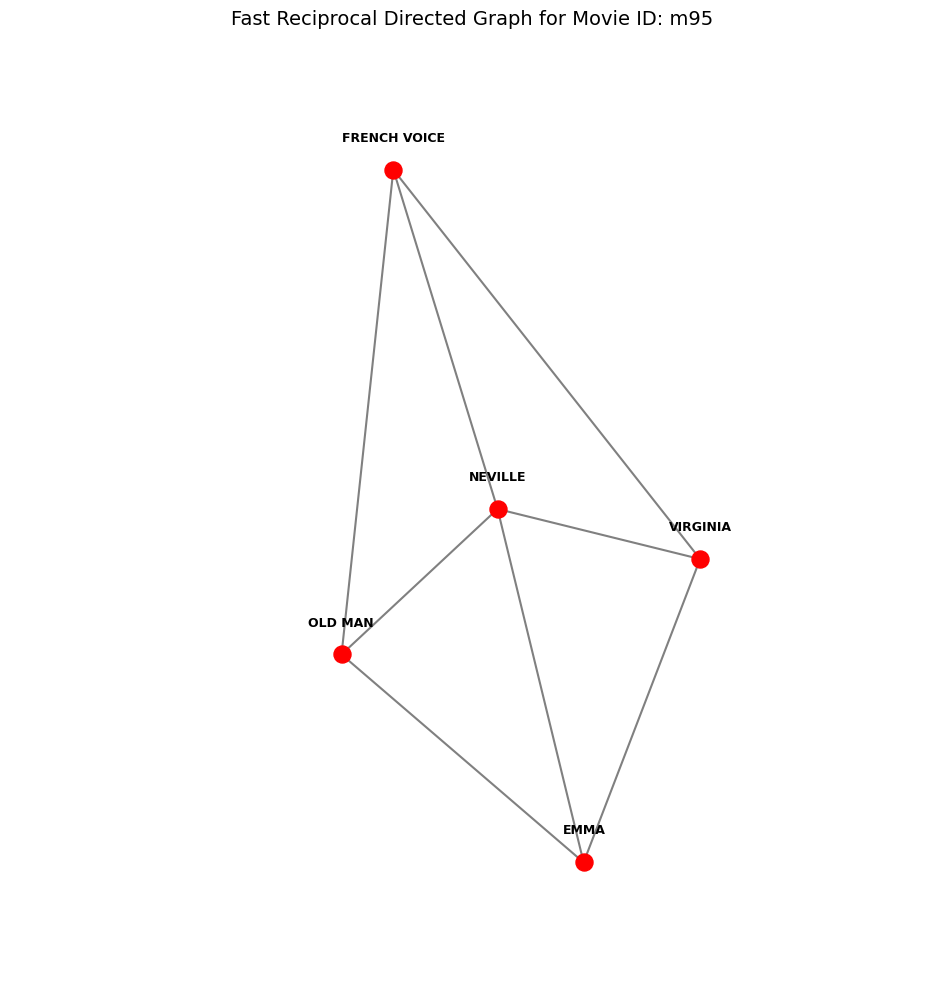 Fast Reciprocal Directed Graph for Movie ID: m95
FRENCH VOICE
NEVILLE
VIRGINIA
OLD MAN
EMMA